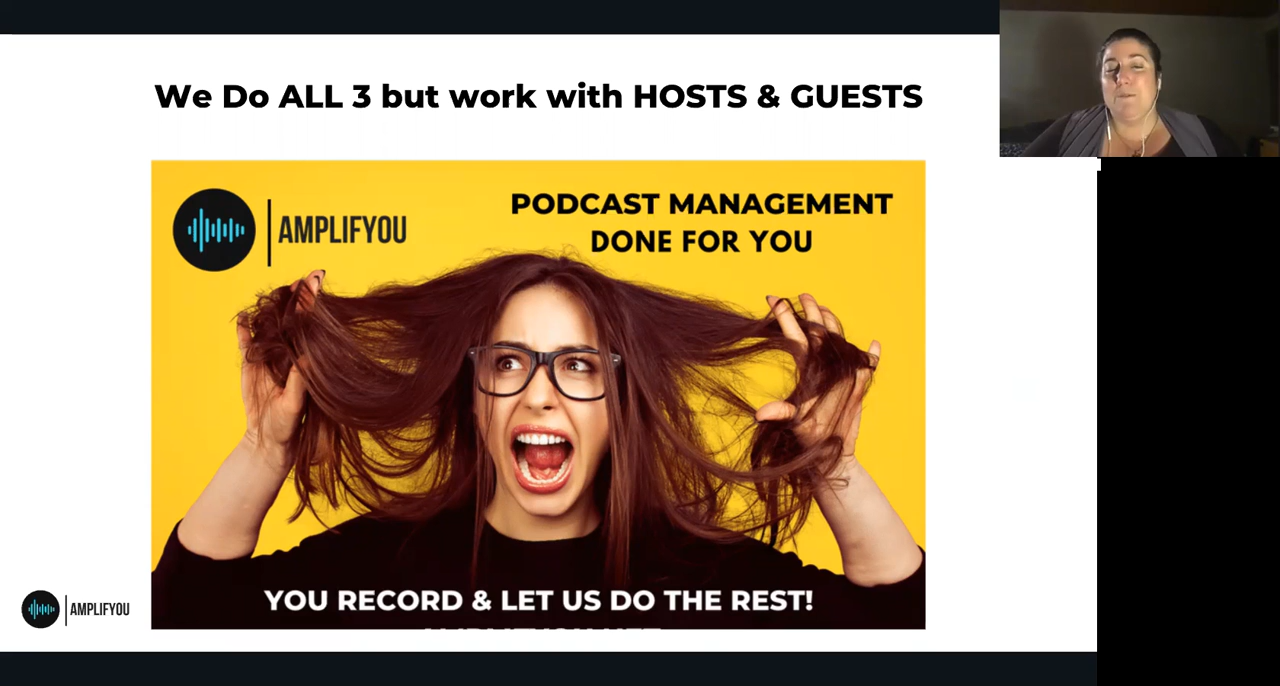 We Do ALL 3 but work with HOSTS & GUESTS
AMPLIFYOU
PODCAST MANAGEMENT
DONE FOR YOU
YOU RECORD & LET US DO THE REST!
AMPLIFYOU